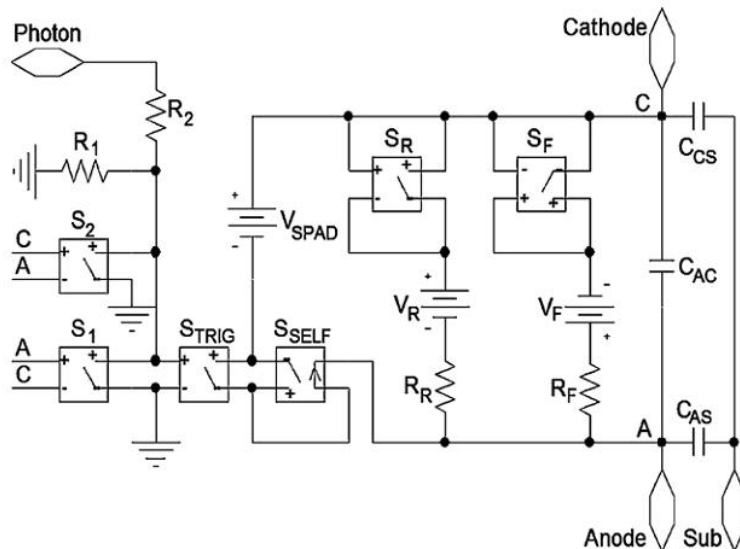 Photon
Cathode
R2
R1
C
SR
SF
CCS
S2
VSPAD
C
A
CAC
VR
VF
S1
STRIG
SSELF
A
C
RR
RF
CAS
A
Anode
Sub